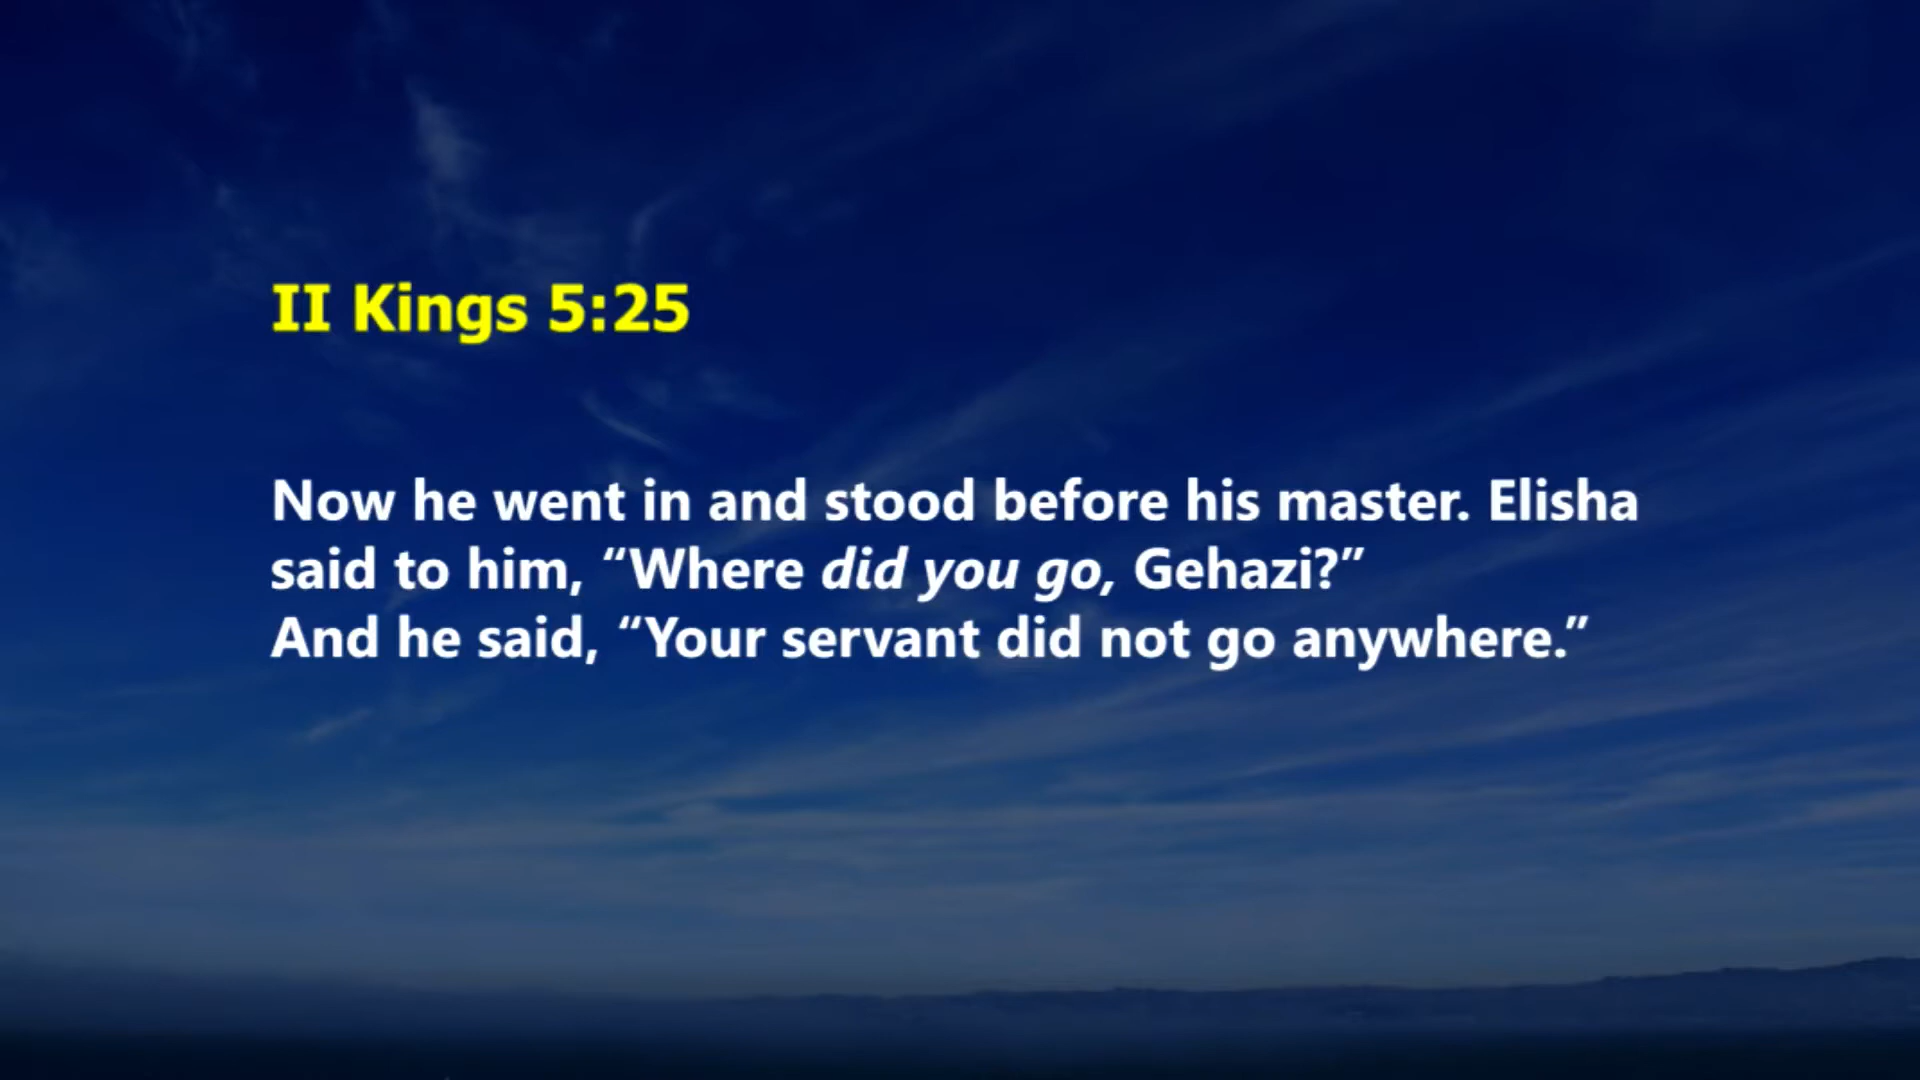 II Kings 5:25
Now he went in and stood before his master. Elisha
said to him, “Where did you go, Gehazi?”
And he said, “Your servant did not go anywhere.”